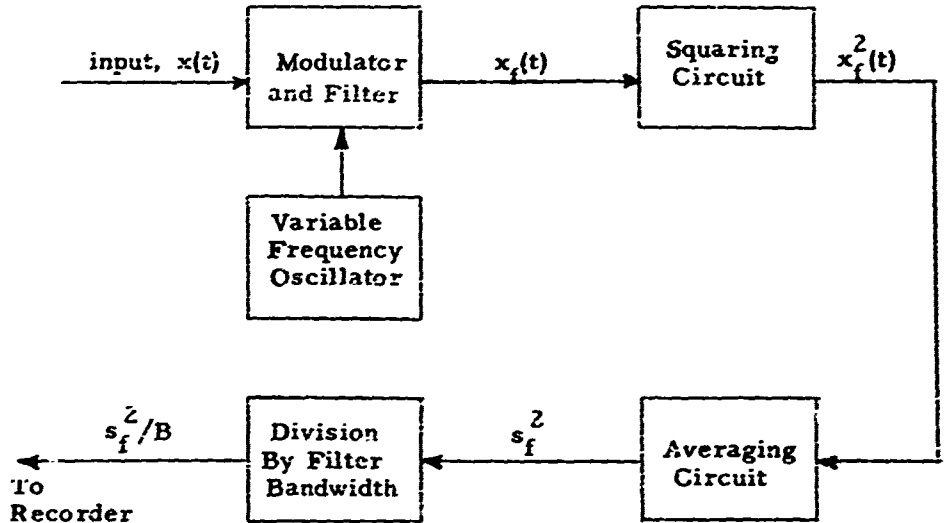 input, x(t)
Modulator
and Filter
x_f(t)
Squaring
Circuit
x_f^2(t)
Variable
Frequency
Oscillator
Averaging
Circuit
s_f^2
Division
By Filter
Bandwidth
s_f^2/B
To
Recorder